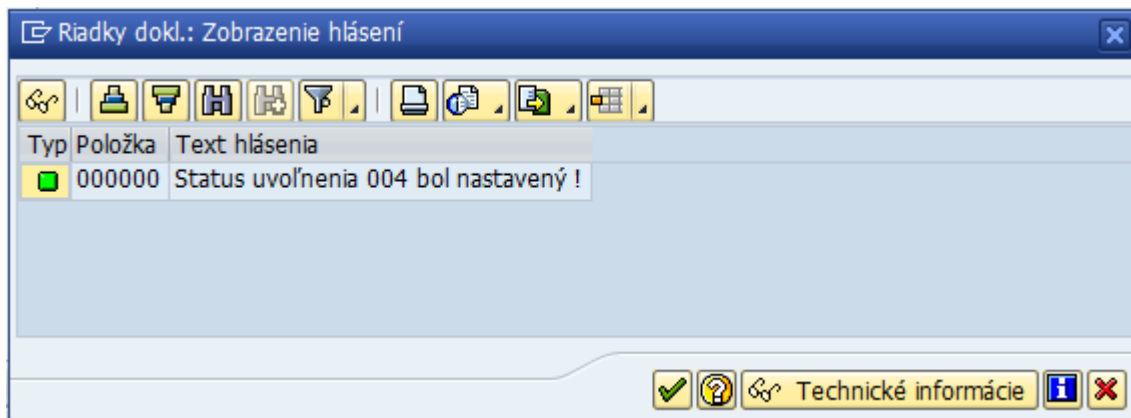 Riadky dokl.: Zobrazenie hlásení
Typ Položka Text hlásenia
000000 Status uvoľnenia 004 bol nastavený !
Technické informácie